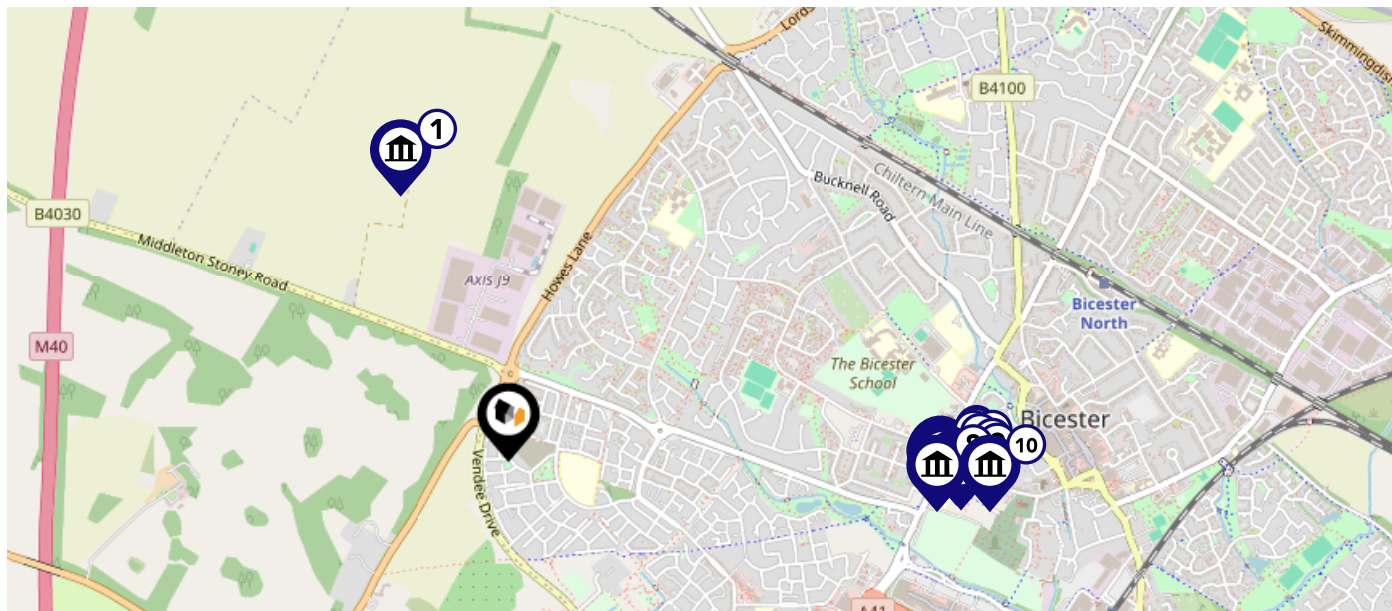 Lords
Skimmingdis
B4100
1
Chiltern Main Line
Bucknell Road
B4030
Middleton Stoney Road
Howes Lane
Axis J9
Bicester
North
M40
The Bicester
School
Bicester
10
Vendee Drive
A41